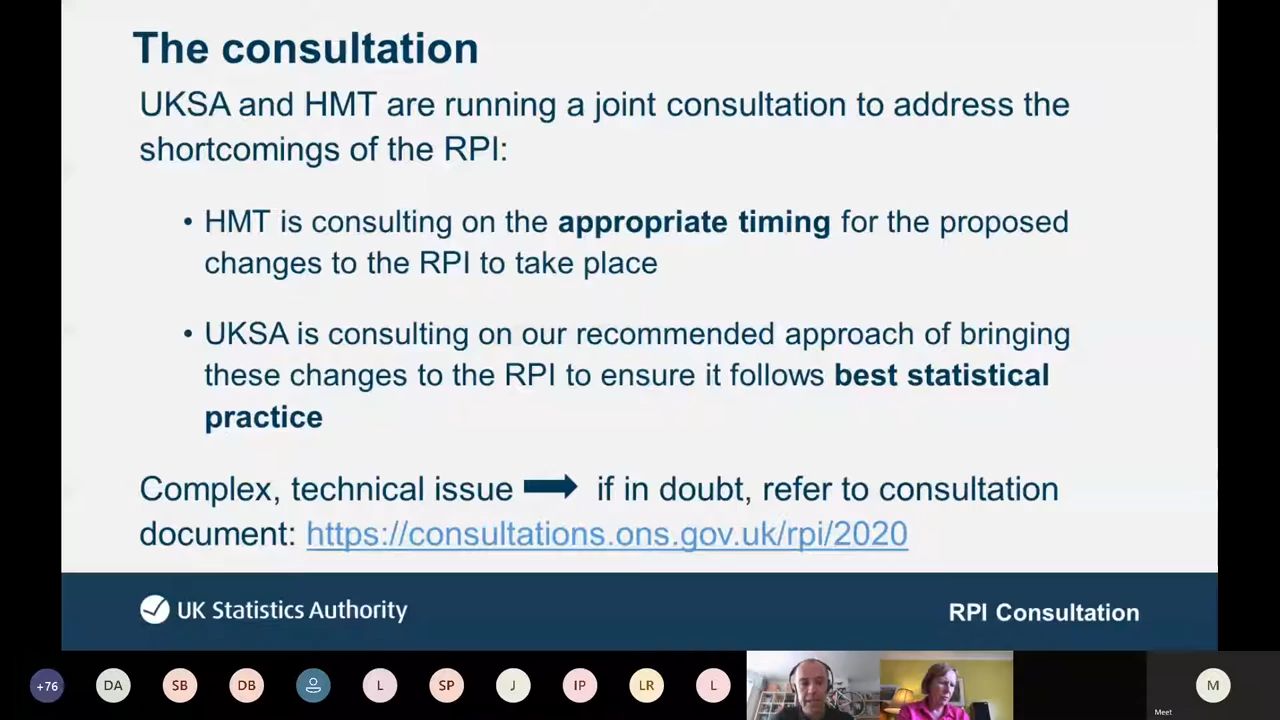 The consultation
UKSA and HMT are running a joint consultation to address the
shortcomings of the RPI:
• HMT is consulting on the appropriate timing for the proposed
changes to the RPI to take place
• UKSA is consulting on our recommended approach of bringing
these changes to the RPI to ensure it follows best statistical
practice
Complex, technical issue ➡ if in doubt, refer to consultation
document: https://consultations.ons.gov.uk/rpi/2020
UK Statistics Authority
RPI Consultation
+76
DA
SB
DB
L
SP
J
IP
LR
L
M
Meet